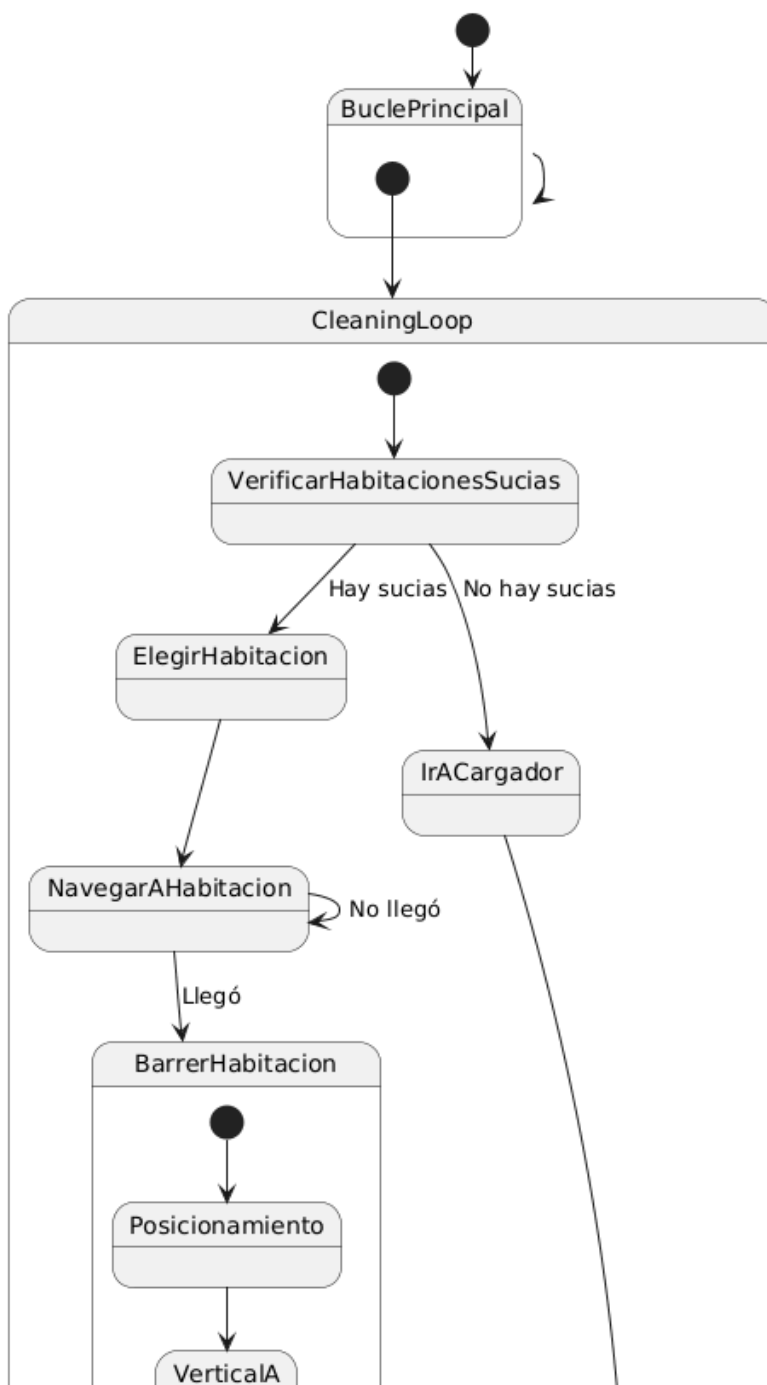 BuclePrincipal
CleaningLoop
VerificarHabitacionesSucias
Hay sucias
No hay sucias
ElegirHabitacion
IrACargador
NavegarAHabitacion
No llegó
Llegó
BarrerHabitacion
Posicionamiento
VerticalA